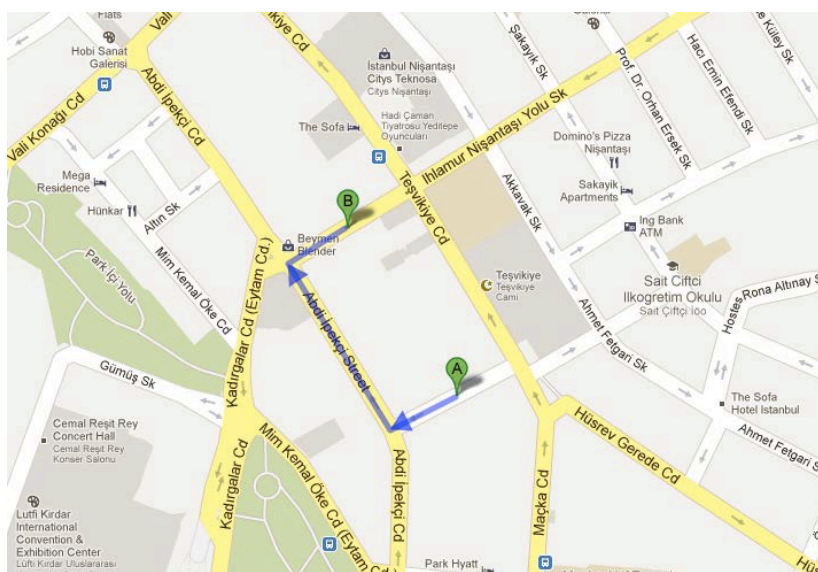 Flats
Hobi Sanat
Galerisi
Vali
Vali Konağı Cd
Abdi İpekçi Cd
Teşvikiye Cd
İstanbul Nişantaşı
Citys Teknosa
Citys Nişantaşı
The Sofa
Hadi Çaman
Tiyatrosu Yeditepe
Oyuncuları
Şakayık Sk
Prof. Dr. Orhan Ersek Sk
Hacı Emin Efendi Sk
Ihlamur Nişantaşı Yolu Sk
Domino's Pizza
Nişantaşı
Sakayik
Apartments
Akkavak Sk
Mega
Residence
Hünkar
Altın Sk
B
Beymen
Blender
Teşvikiye Cd
Ing Bank
ATM
Park İçi Yolu
Mim Kemal Öke Cd
Kadırgalar Cd (Eytam Cd.)
Abdi İpekçi Street
Teşvikiye
Teşvikiye
Cami
Sait Ciftci
Ilkogretim Okulu
Sait Çiftçi İoo
Hostes Rona Altınay
Ahmet Fetgari Sk
Gümüş Sk
A
The Sofa
Hotel Istanbul
Cemal Reşit Rey
Concert Hall
Cemal Reşit Rey
Konser Salonu
Hüsrev Gerede Cd
Ahmet Fetgari Sk
Kadırgalar Cd
Mim Kemal Öke Cd (Eytam Cd.)
Abdi İpekçi Cd
Maçka Cd
Lutfi Kirdar
International
Convention &
Exhibition Center
Lütfi Kırdar Uluslararası
Park Hyatt